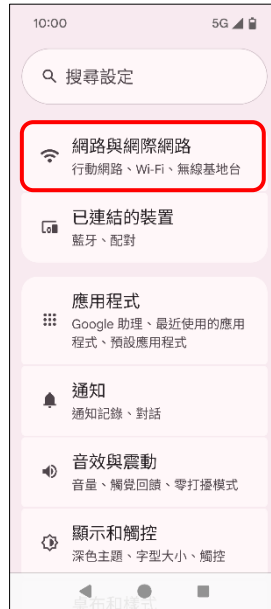 10:00 5G
搜尋設定
網路與網際網路
行動網路、Wi-Fi、無線基地台
已連結的裝置
藍牙、配對
應用程式
Google 助理、最近使用的應用
程式、預設應用程式
通知
通知記錄、對話
音效與震動
音量、觸覺回饋、零打擾模式
顯示和觸控
深色主題、字型大小、觸控
桌布和樣式